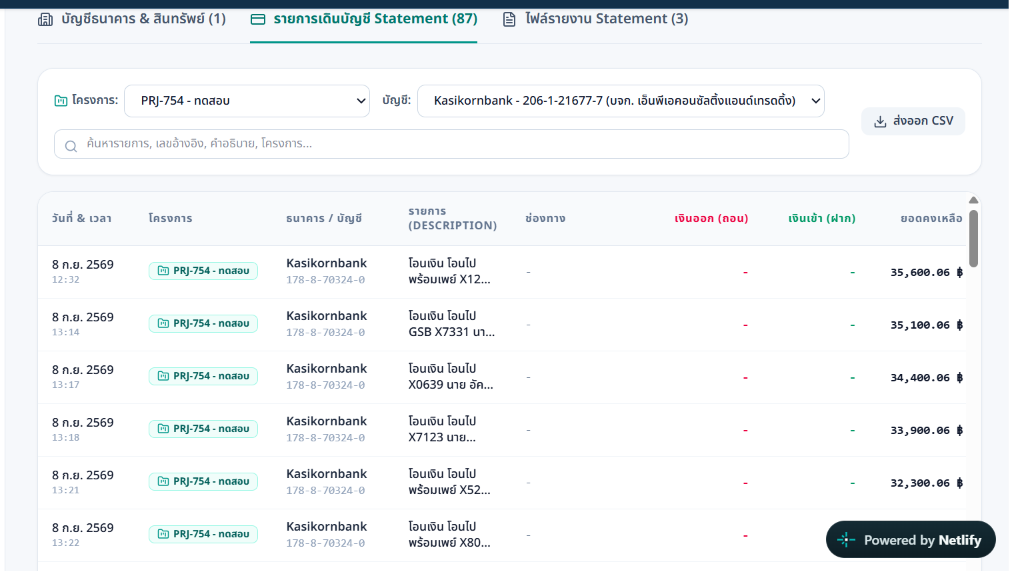 บัญชีธนาคาร & สินทรัพย์ (1) รายการเดินบัญชี Statement (87) ไฟล์รายงาน Statement (3)
โครงการ: PRJ-754 - ทดสอบ บัญชี: Kasikornbank - 206-1-21677-7 (บจก. เอ็นพีเอคอนซัลติ้งแอนด์เทรดดิ้ง)
ส่งออก CSV
ค้นหารายการ, เลขอ้างอิง, คำอธิบาย, โครงการ...
วันที่ & เวลา โครงการ ธนาคาร / บัญชี รายการ (DESCRIPTION) ช่องทาง เงินออก (ถอน) เงินเข้า (ฝาก) ยอดคงเหลือ
8 ก.ย. 2569 PRJ-754 - ทดสอบ Kasikornbank โอนเงิน โอนไป - - - 35,600.06 ฿
12:32 178-8-70324-0 พร้อมเพย์ X12...
8 ก.ย. 2569 PRJ-754 - ทดสอบ Kasikornbank โอนเงิน โอนไป - - - 35,100.06 ฿
13:14 178-8-70324-0 GSB X7331 นา...
8 ก.ย. 2569 PRJ-754 - ทดสอบ Kasikornbank โอนเงิน โอนไป - - - 34,400.06 ฿
13:17 178-8-70324-0 X0639 นาย อัค...
8 ก.ย. 2569 PRJ-754 - ทดสอบ Kasikornbank โอนเงิน โอนไป - - - 33,900.06 ฿
13:18 178-8-70324-0 X7123 นาย...
8 ก.ย. 2569 PRJ-754 - ทดสอบ Kasikornbank โอนเงิน โอนไป - - - 32,300.06 ฿
13:21 178-8-70324-0 พร้อมเพย์ X52...
8 ก.ย. 2569 PRJ-754 - ทดสอบ Kasikornbank โอนเงิน โอนไป - - -
13:22 178-8-70324-0 พร้อมเพย์ X80...
Powered by Netlify